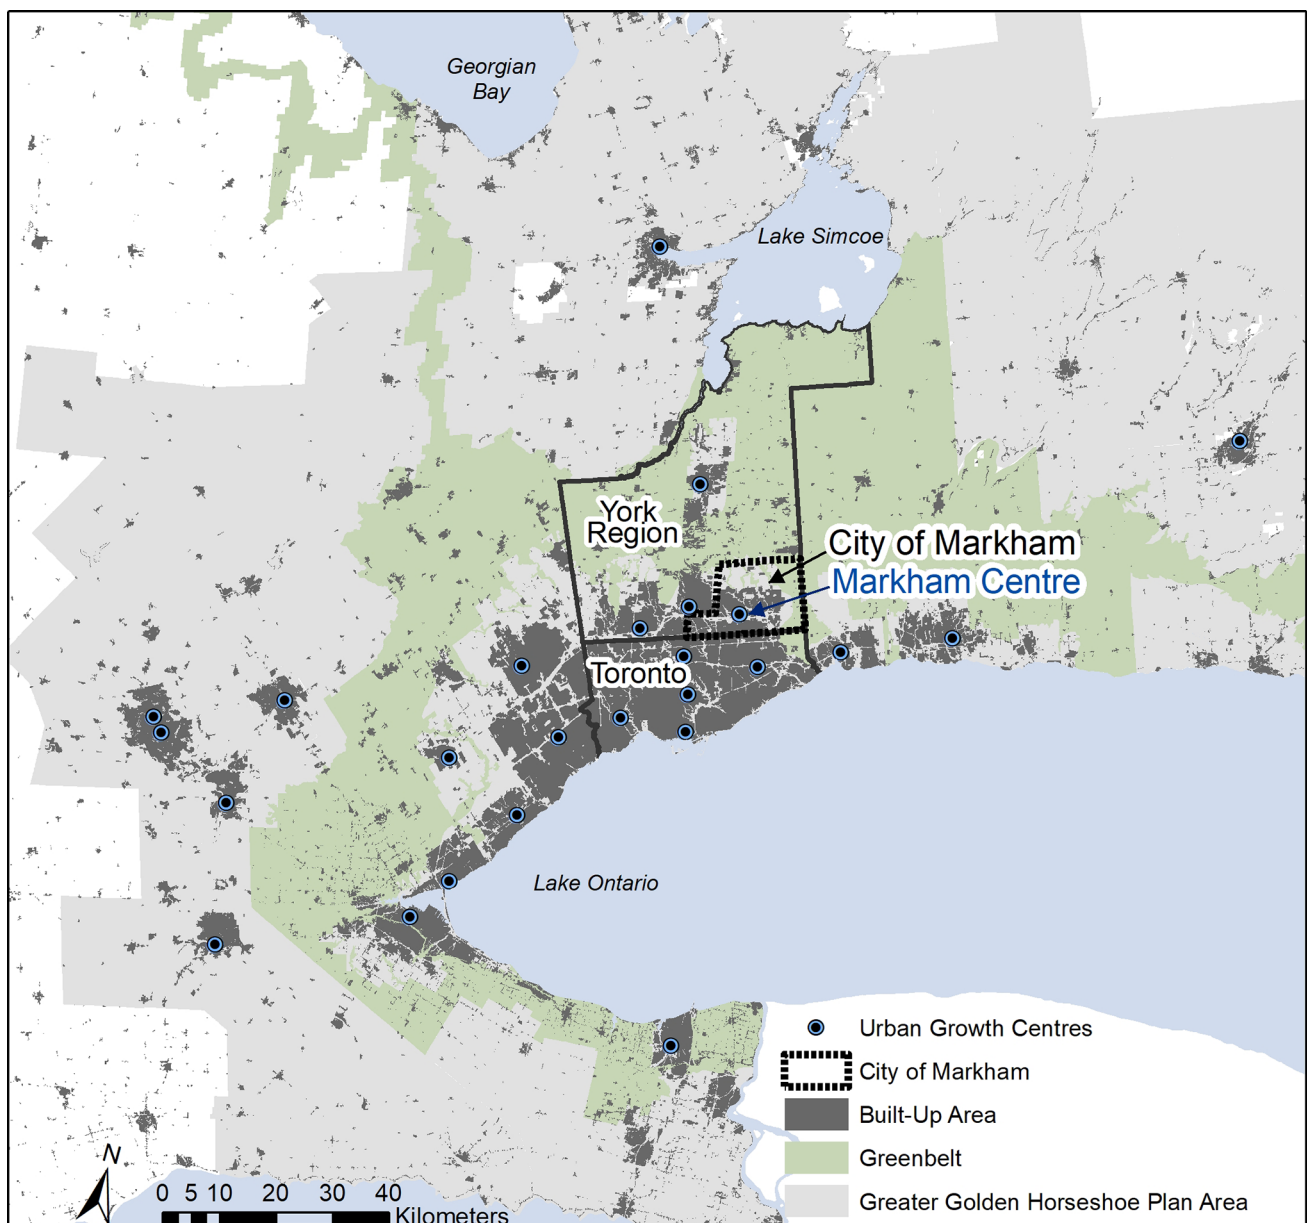 Georgian
Bay
Lake Simcoe
York
Region
City of Markham
Markham Centre
Toronto
Lake Ontario
Urban Growth Centres
City of Markham
Built-Up Area
Greenbelt
Greater Golden Horseshoe Plan Area
N
0 5 10 20 30 40
Kilometers